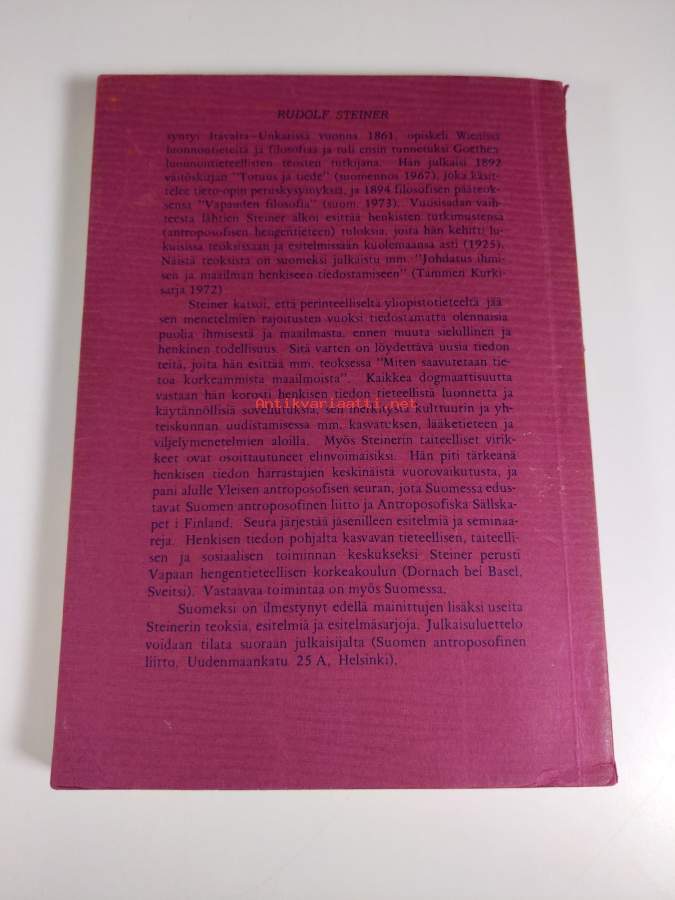 RUDOLF STEINER
syntyi Itävalta-Unkarissa vuonna 1861, opiskeli Wienissä
luonnontieteitä ja filosofiaa ja tuli ensin tunnetuksi Goethen
luonnontieteellisten teosten tutkijana. Hän julkaisi 1892
väitöskirjan "Totuus ja tiede" (suomennos 1967), joka käsit-
telee tieto-opin peruskysymyksiä, ja 1894 filosofisen pääteok-
sensa "Vapauden filosofia" (suom. 1973). Vuosisadan vaih-
teesta lähtien Steiner alkoi esittää henkisten tutkimustensa
(antroposofisen hengentieteen) tuloksia, joita hän kehitti lu-
kuisissa teoksissaan ja esitelmissään kuolemaansa asti (1925).
Näistä teoksista on suomeksi julkaistu mm. "Johdatus ihmi-
sen ja maailman henkiseen tiedostamiseen" (Tammen Kurki-
sarja 1972)
Steiner katsoi, että perinteelliseltä yliopistotieteeltä jää
sen menetelmien rajoitusten vuoksi tiedostamatta olennaisia
puolia ihmisestä ja maailmasta, ennen muuta sielullinen ja
henkinen todellisuus. Sitä varten on löydettävä uusia tiedon
teitä, joita hän esittää mm. teoksessa "Miten saavutetaan tie-
toa korkeammista maailmoista". Kaikkea dogmaattisuutta
vastaan hän korosti henkisen tiedon tieteellistä luonnetta ja
Antikvariaatti.net
käytännöllisiä sovellutuksia, sen merkitystä kulttuurin ja yh-
teiskunnan uudistamisessa mm. kasvatuksen, lääketieteen ja
viljelymenetelmien aloilla. Myös Steinerin taiteelliset virik-
keet ovat osoittautuneet elinvoimaisiksi. Hän piti tärkeänä
henkisen tiedon harrastajien keskinäistä vuorovaikutusta, ja
pani alulle Yleisen antroposofisen seuran, jota Suomessa edus-
tavat Suomen antroposofinen liitto ja Antroposofiska Sällska-
pet i Finland. Seura järjestää jäsenilleen esitelmiä ja seminaa-
reja. Henkisen tiedon pohjalta kasvavan tieteellisen, taiteelli-
sen ja sosiaalisen toiminnan keskukseksi Steiner perusti
Vapaan hengentieteellisen korkeakoulun (Dornach bei Basel,
Sveitsi). Vastaavaa toimintaa on myös Suomessa.
Suomeksi on ilmestynyt edellä mainittujen lisäksi useita
Steinerin teoksia, esitelmiä ja esitelmäsarjoja. Julkaisuluettelo
voidaan tilata suoraan julkaisijalta (Suomen antroposofinen
liitto, Uudenmaankatu 25 A, Helsinki).